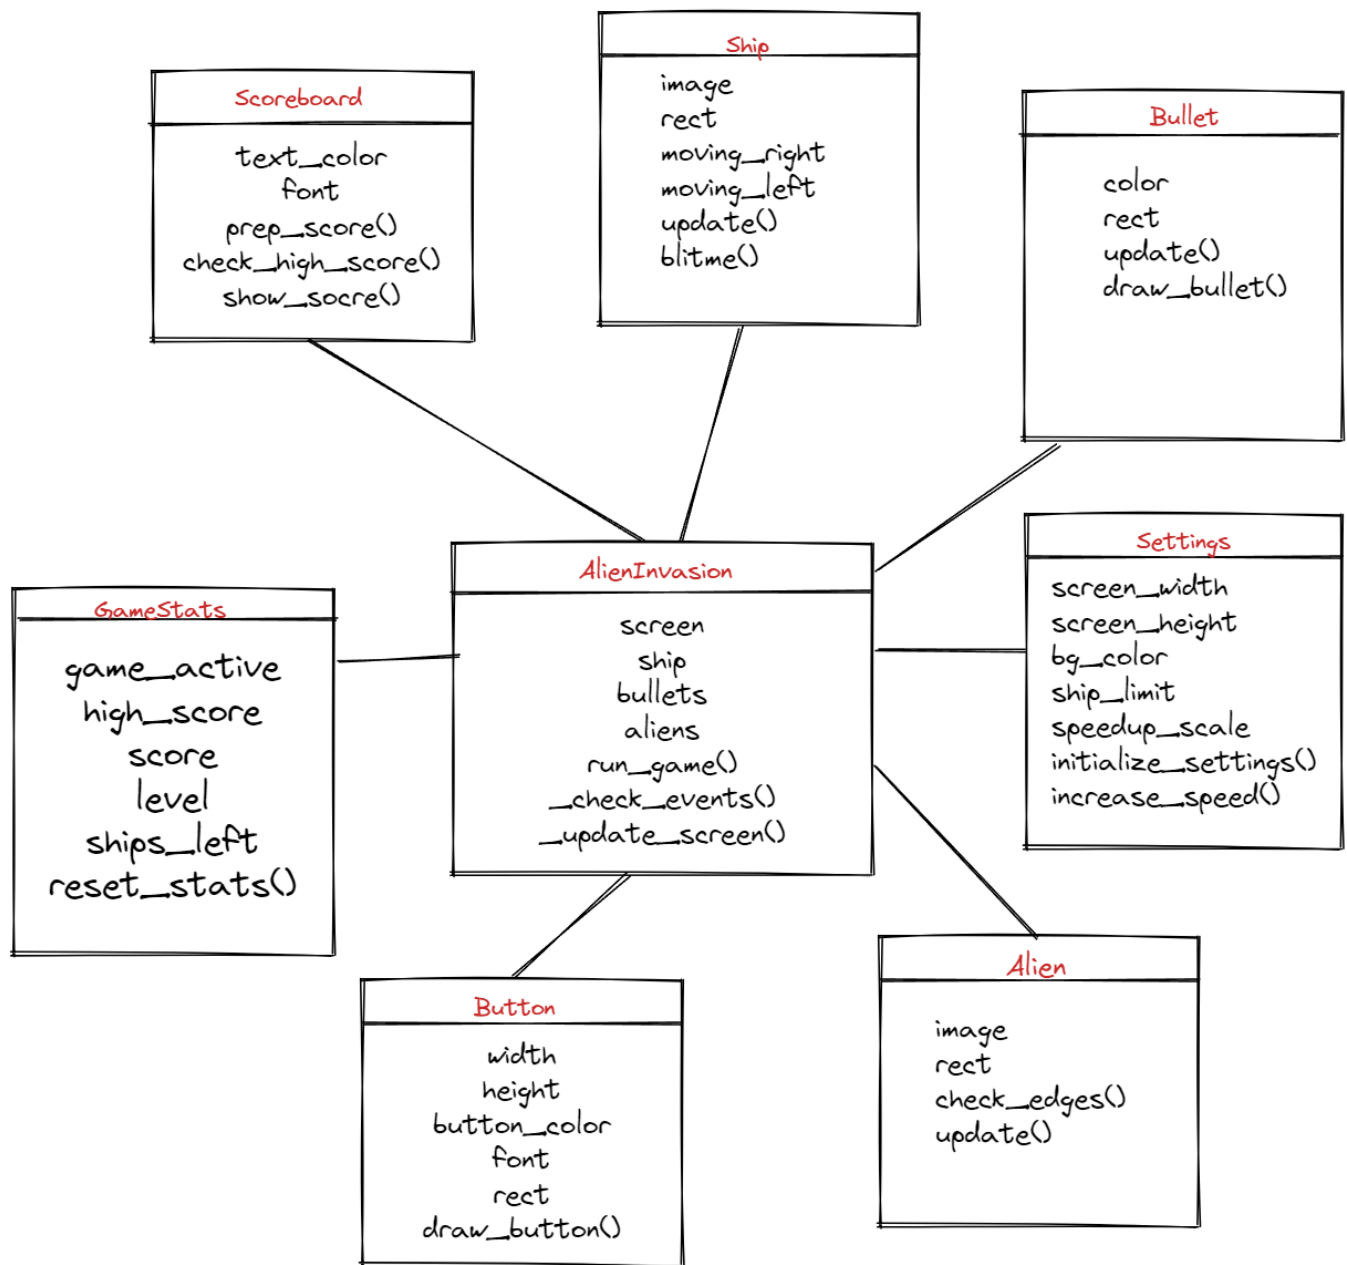 Ship
image
rect
moving_right
moving_left
update()
blitme()
Scoreboard
text_color
font
prep_score()
check_high_score()
show_socre()
Bullet
color
rect
update()
draw_bullet()
AlienInvasion
screen
ship
bullets
aliens
run_game()
_check_events()
_update_screen()
Settings
screen_width
screen_height
bg_color
ship_limit
speedup_scale
initialize_settings()
increase_speed()
GameStats
game_active
high_score
score
level
ships_left
reset_stats()
Button
width
height
button_color
font
rect
draw_button()
Alien
image
rect
check_edges()
update()